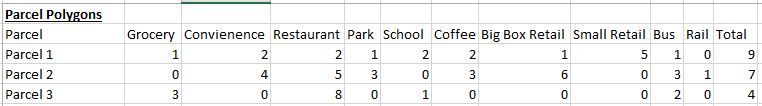 Parcel Polygons
Parcel Grocery Convienence Restaurant Park School Coffee Big Box Retail Small Retail Bus Rail Total
Parcel 1 1 2 2 1 2 2 1 5 1 0 9
Parcel 2 0 4 5 3 0 3 6 0 3 1 7
Parcel 3 3 0 8 0 1 0 0 0 2 0 4